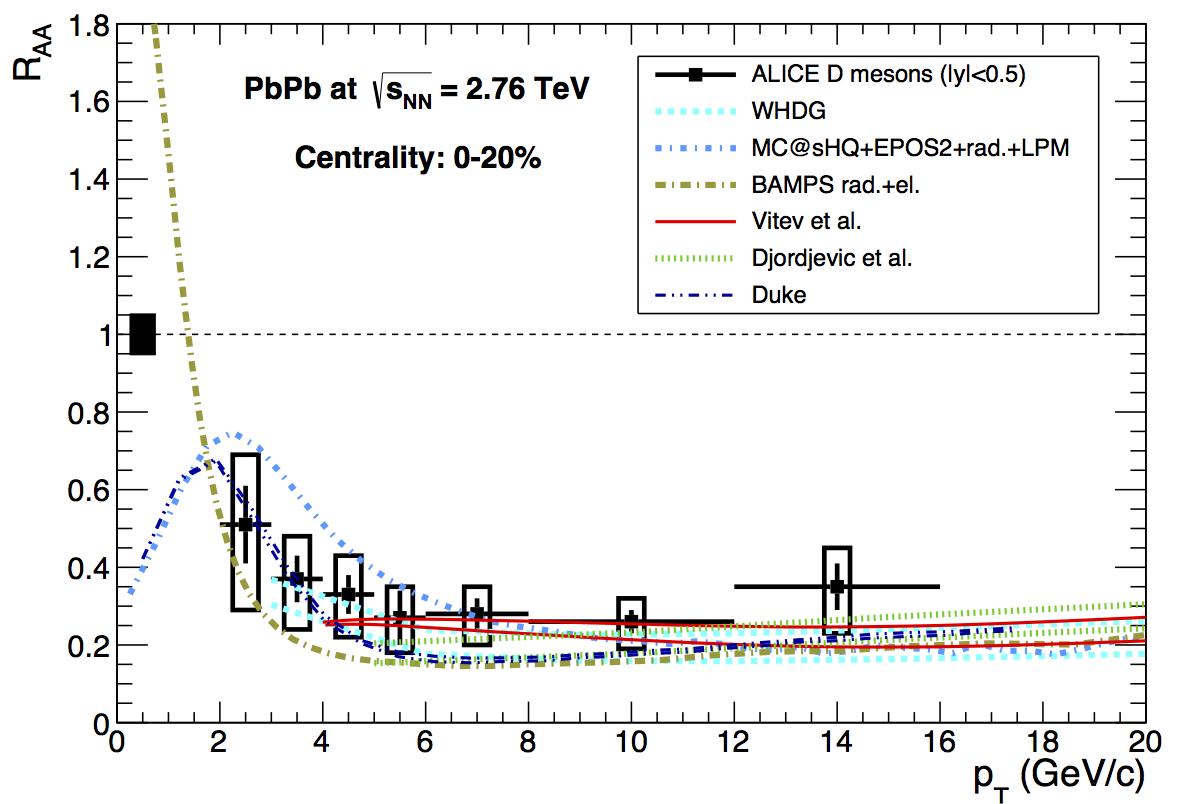 R_AA
1.8
1.6
1.4
1.2
1
0.8
0.6
0.4
0.2
0
PbPb at √s_NN = 2.76 TeV
Centrality: 0-20%
ALICE D mesons (|y|<0.5)
WHDG
MC@sHQ+EPOS2+rad.+LPM
BAMPS rad.+el.
Vitev et al.
Djordjevic et al.
Duke
0 2 4 6 8 10 12 14 16 18 20
p_T (GeV/c)